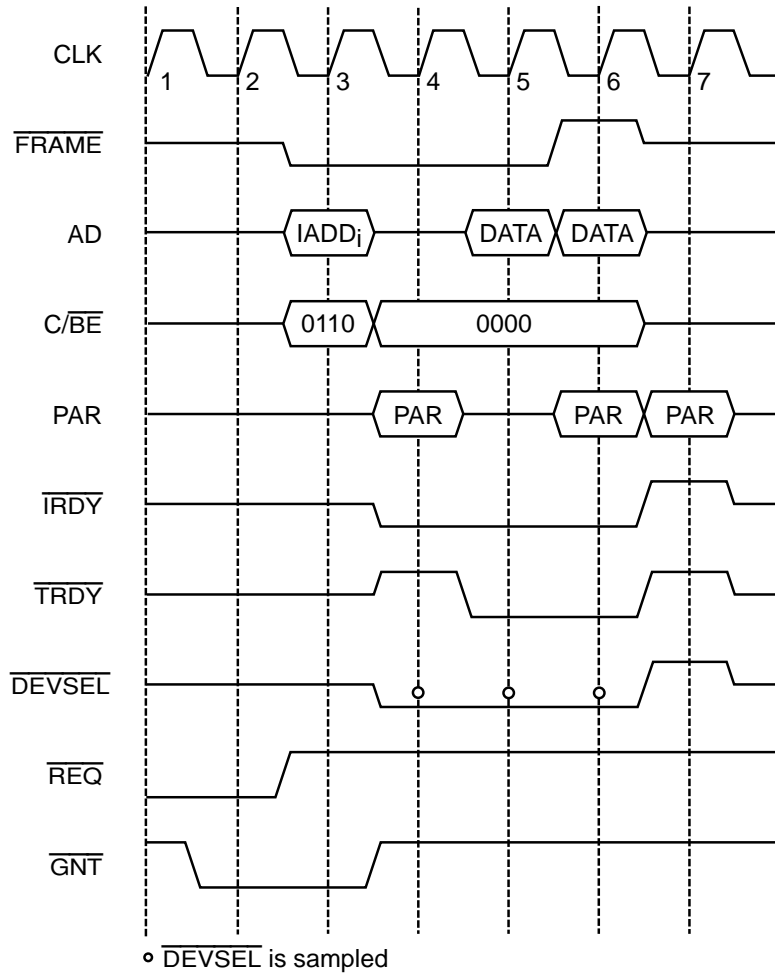 CLK
1 2 3 4 5 6 7
FRAME
AD IADDi DATA DATA
C/BE 0110 0000
PAR PAR PAR PAR
IRDY
TRDY
DEVSEL
REQ
GNT
DEVSEL is sampled